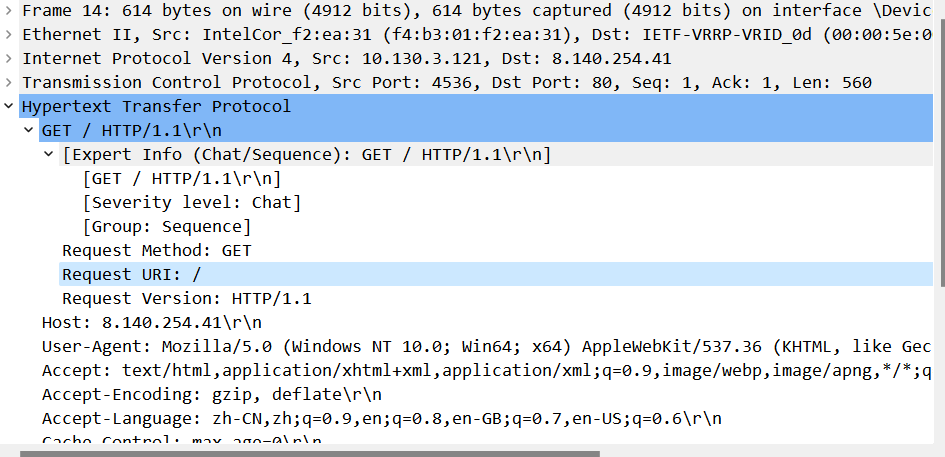 Frame 14: 614 bytes on wire (4912 bits), 614 bytes captured (4912 bits) on interface \Devic
Ethernet II, Src: IntelCor_f2:ea:31 (f4:b3:01:f2:ea:31), Dst: IETF-VRRP-VRID_0d (00:00:5e:0
Internet Protocol Version 4, Src: 10.130.3.121, Dst: 8.140.254.41
Transmission Control Protocol, Src Port: 4536, Dst Port: 80, Seq: 1, Ack: 1, Len: 560
Hypertext Transfer Protocol
GET / HTTP/1.1\r\n
[Expert Info (Chat/Sequence): GET / HTTP/1.1\r\n]
[GET / HTTP/1.1\r\n]
[Severity level: Chat]
[Group: Sequence]
Request Method: GET
Request URI: /
Request Version: HTTP/1.1
Host: 8.140.254.41\r\n
User-Agent: Mozilla/5.0 (Windows NT 10.0; Win64; x64) AppleWebKit/537.36 (KHTML, like Gec
Accept: text/html,application/xhtml+xml,application/xml;q=0.9,image/webp,image/apng,*/*;q
Accept-Encoding: gzip, deflate\r\n
Accept-Language: zh-CN,zh;q=0.9,en;q=0.8,en-GB;q=0.7,en-US;q=0.6\r\n
Cache-Control: max-age=0\r\n